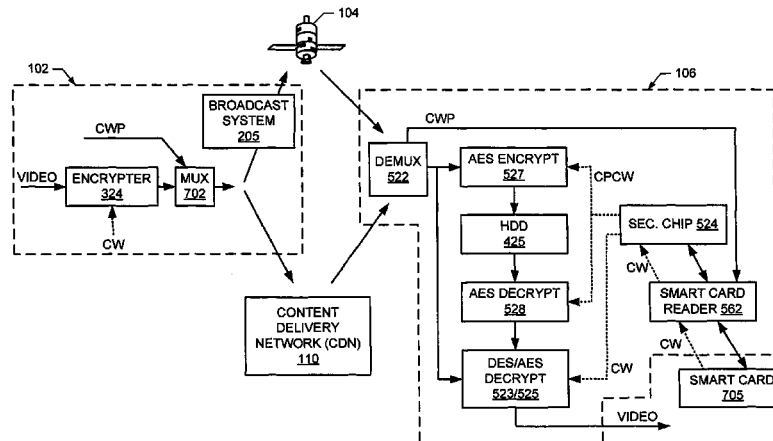 104
102
106
BROADCAST
SYSTEM
205
CWP
CWP
VIDEO
ENCRYPTER
324
MUX
702
CW
DEMUX
522
AES ENCRYPT
527
CPCW
HDD
425
SEC. CHIP 524
CW
AES DECRYPT
528
SMART CARD
READER 562
CONTENT
DELIVERY
NETWORK (CDN)
110
DES/AES
DECRYPT
523/525
CW
CW
SMART CARD
705
VIDEO